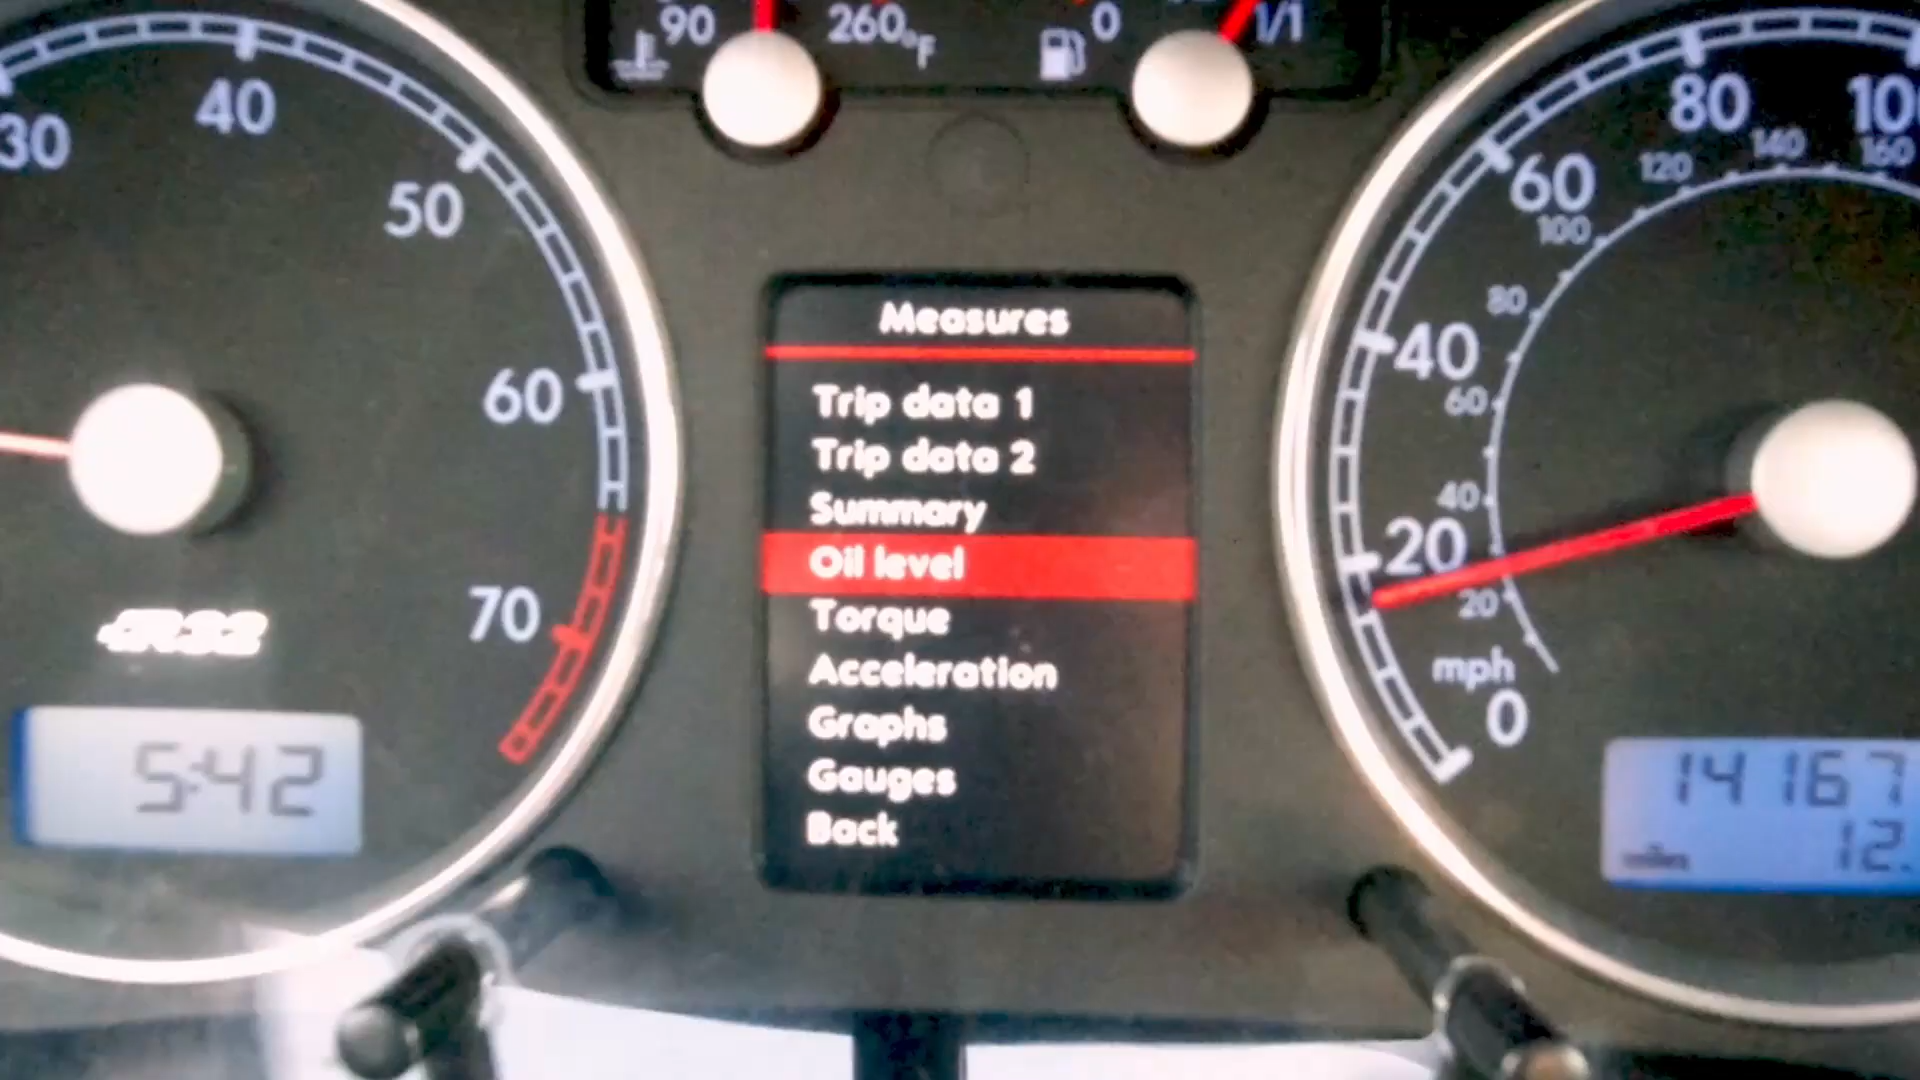 90
260°F
0
1/1
30
40
50
60
70
R32
5:42
Measures
Trip data 1
Trip data 2
Summary
Oil level
Torque
Acceleration
Graphs
Gauges
Back
0
20
40
60
80
100
20
40
60
80
100
120
140
160
mph
14167
miles
12.